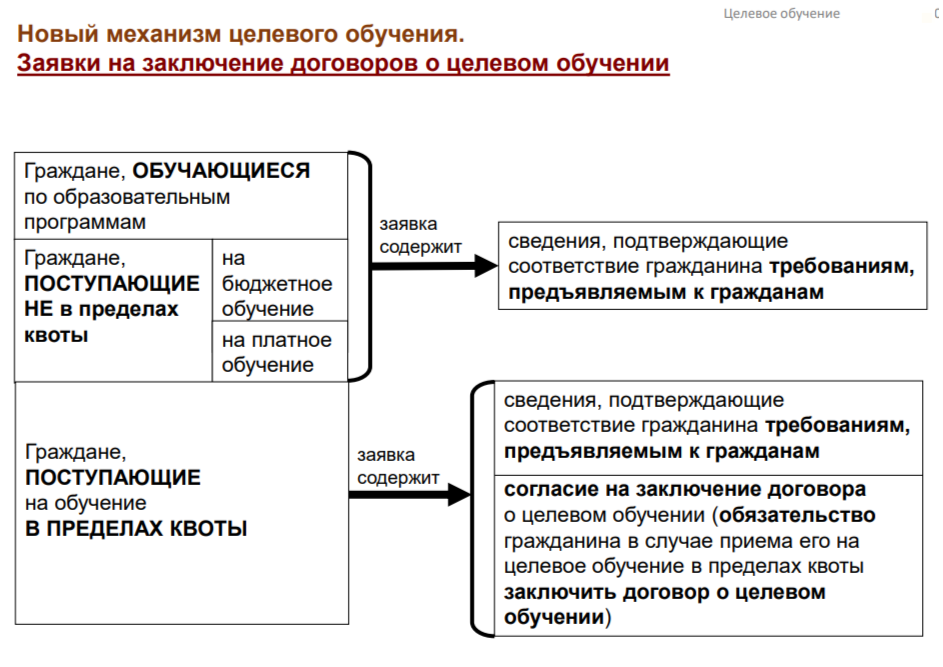 Целевое обучение
Новый механизм целевого обучения.
Заявки на заключение договоров о целевом обучении
Граждане, ОБУЧАЮЩИЕСЯ
по образовательным
программам
Граждане,
ПОСТУПАЮЩИЕ
НЕ в пределах
квоты
на
бюджетное
обучение
на платное
обучение
заявка
содержит
сведения, подтверждающие
соответствие гражданина требованиям,
предъявляемым к гражданам
Граждане,
ПОСТУПАЮЩИЕ
на обучение
В ПРЕДЕЛАХ КВОТЫ
заявка
содержит
сведения, подтверждающие
соответствие гражданина требованиям,
предъявляемым к гражданам
согласие на заключение договора
о целевом обучении (обязательство
гражданина в случае приема его на
целевое обучение в пределах квоты
заключить договор о целевом
обучении)